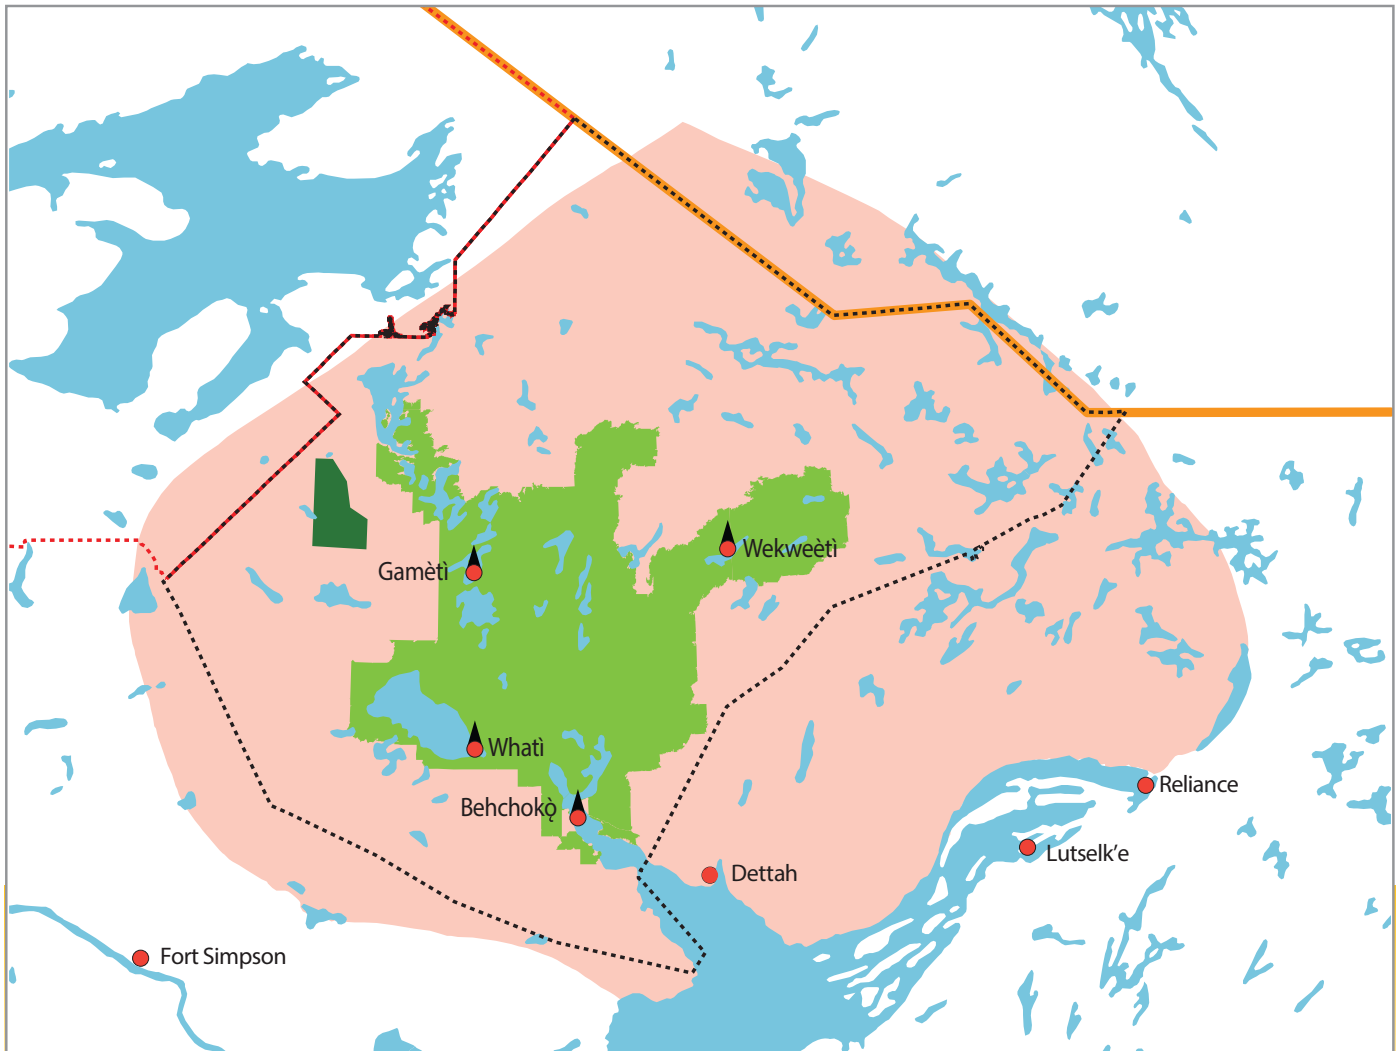 Wekweètì
Gamètì
Whatì
Behchokǫ̀
Reliance
Lutselk’e
Dettah
Fort Simpson